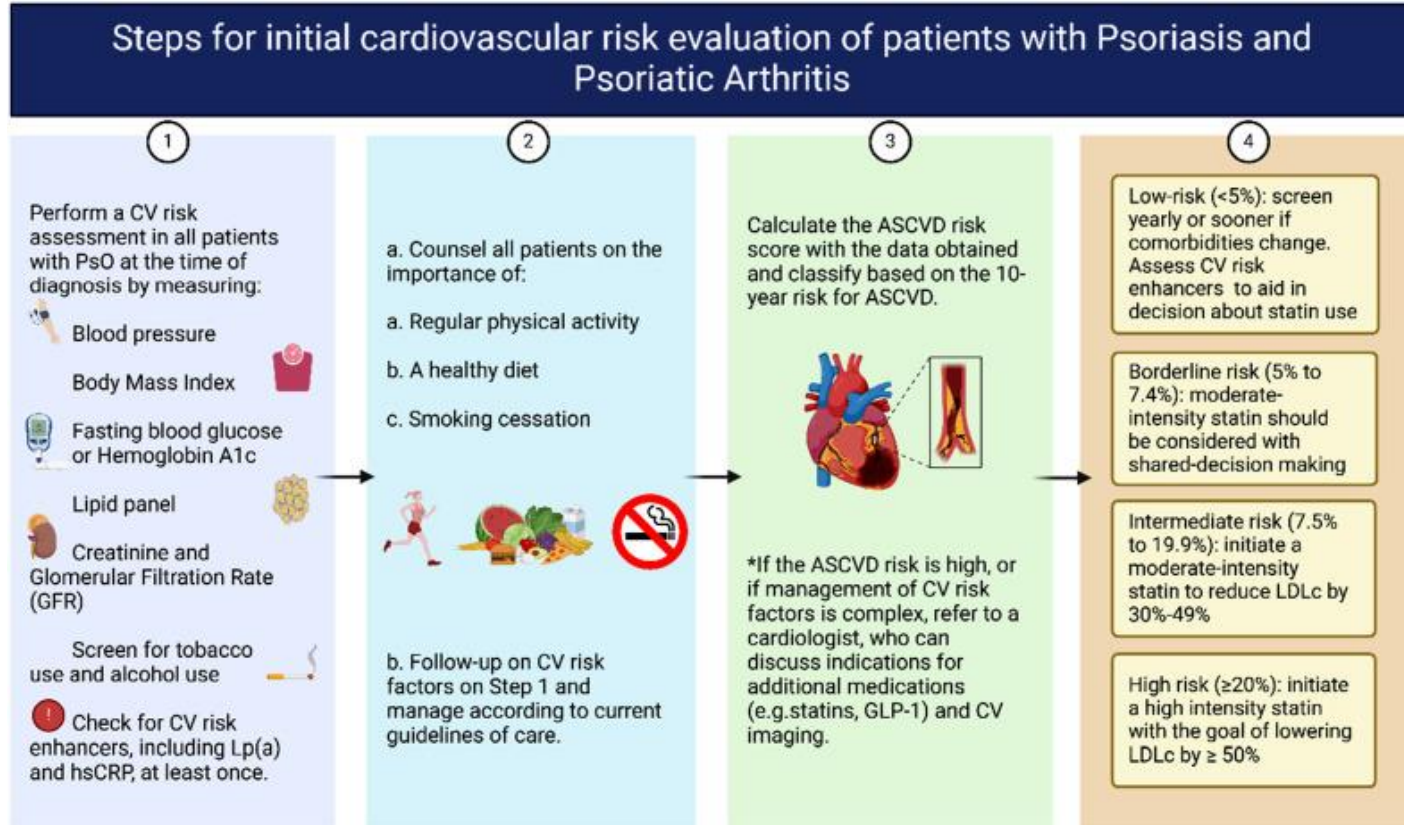 Steps for initial cardiovascular risk evaluation of patients with Psoriasis and
Psoriatic Arthritis
1
Perform a CV risk
assessment in all patients
with PsO at the time of
diagnosis by measuring:
Blood pressure
Body Mass Index
Fasting blood glucose
or Hemoglobin A1c
Lipid panel
Creatinine and
Glomerular Filtration Rate
(GFR)
Screen for tobacco
use and alcohol use
! Check for CV risk
enhancers, including Lp(a)
and hsCRP, at least once.
2
a. Counsel all patients on the
importance of:
a. Regular physical activity
b. A healthy diet
c. Smoking cessation
b. Follow-up on CV risk
factors on Step 1 and
manage according to current
guidelines of care.
3
Calculate the ASCVD risk
score with the data obtained
and classify based on the 10-
year risk for ASCVD.
*If the ASCVD risk is high, or
if management of CV risk
factors is complex, refer to a
cardiologist, who can
discuss indications for
additional medications
(e.g.statins, GLP-1) and CV
imaging.
4
Low-risk (<5%): screen
yearly or sooner if
comorbidities change.
Assess CV risk
enhancers to aid in
decision about statin use
Borderline risk (5% to
7.4%): moderate-
intensity statin should
be considered with
shared-decision making
Intermediate risk (7.5%
to 19.9%): initiate a
moderate-intensity
statin to reduce LDLc by
30%-49%
High risk (≥20%): initiate
a high intensity statin
with the goal of lowering
LDLc by ≥ 50%